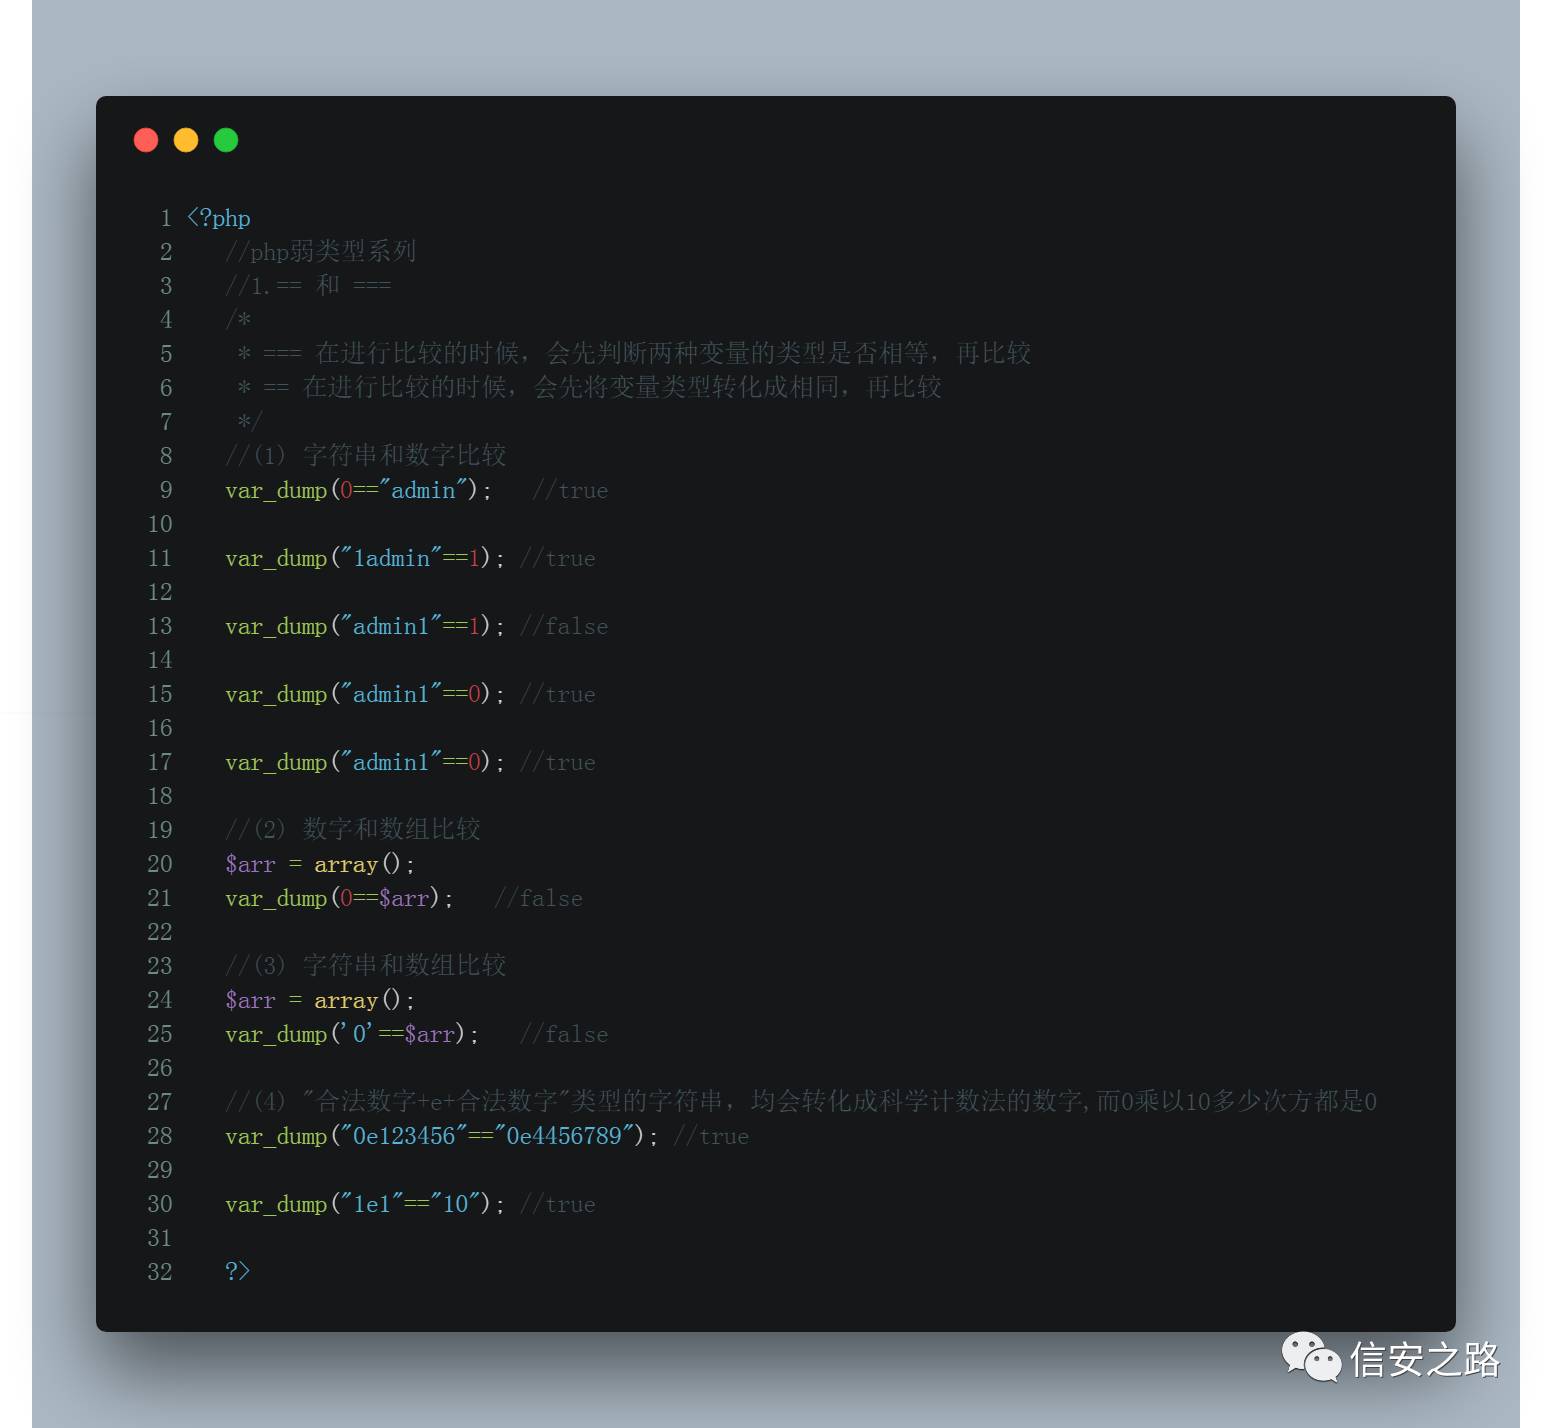 1 <?php
2 //php弱类型系列
3 //1.== 和 ===
4 /*
5 * === 在进行比较的时候，会先判断两种变量的类型是否相等，再比较
6 * == 在进行比较的时候，会先将变量类型转化成相同，再比较
7 */
8 //(1) 字符串和数字比较
9 var_dump(0=="admin"); //true
10
11 var_dump("1admin"==1); //true
12
13 var_dump("admin1"==1); //false
14
15 var_dump("admin1"==0); //true
16
17 var_dump("admin1"==0); //true
18
19 //(2) 数字和数组比较
20 $arr = array();
21 var_dump(0==$arr); //false
22
23 //(3) 字符串和数组比较
24 $arr = array();
25 var_dump('0'==$arr); //false
26
27 //(4) "合法数字+e+合法数字"类型的字符串，均会转化成科学计数法的数字,而0乘以10多少次方都是0
28 var_dump("0e123456"=="0e4456789"); //true
29
30 var_dump("1e1"=="10"); //true
31
32 ?>
信安之路